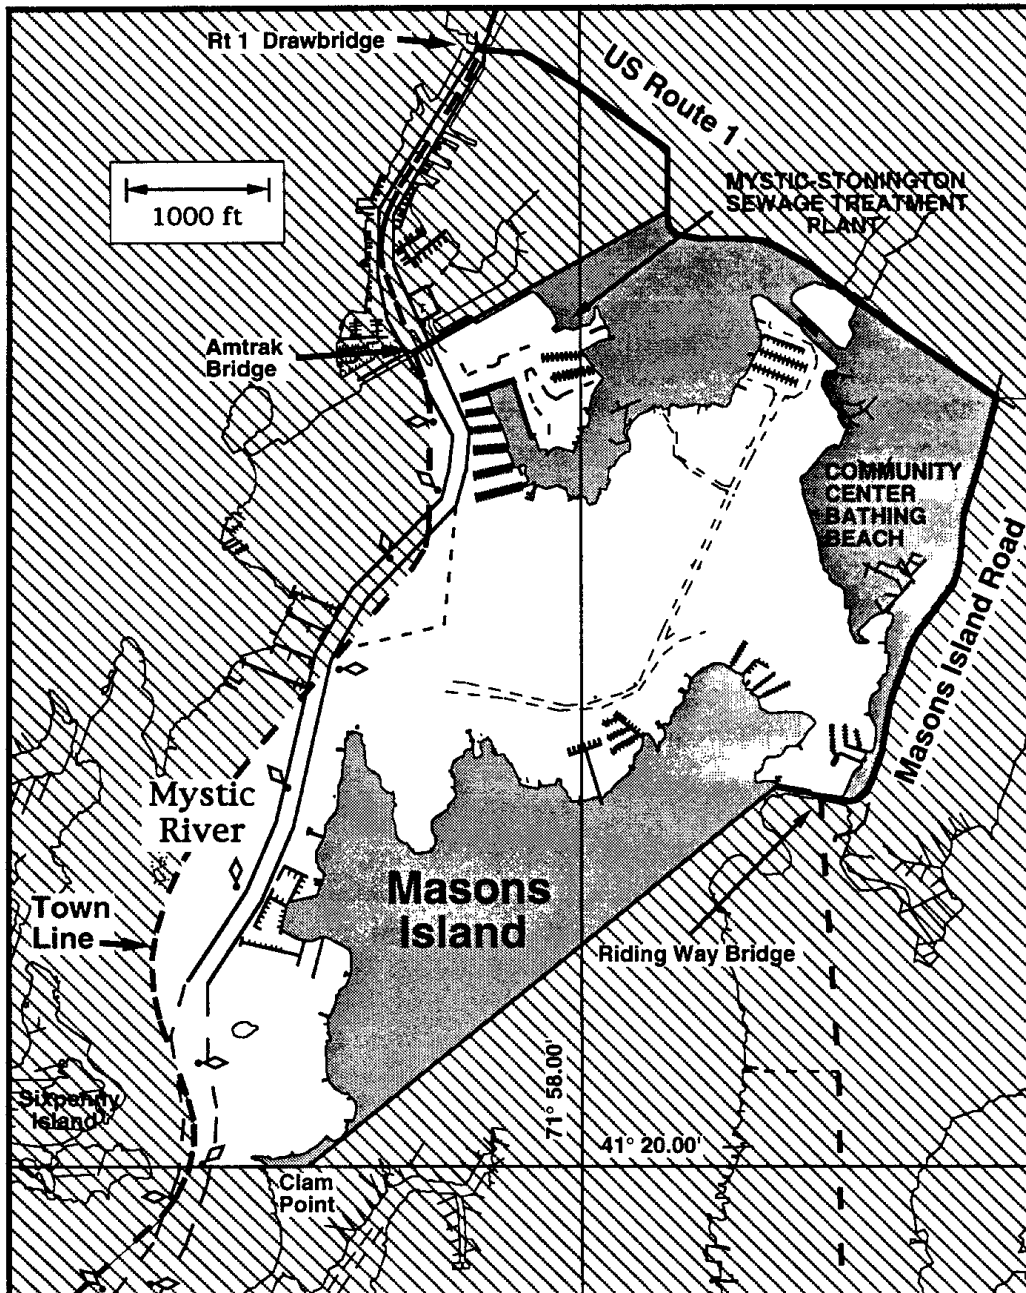 Rt 1 Drawbridge
US Route 1
1000 ft
MYSTIC-STONINGTON
SEWAGE TREATMENT
PLANT
Amtrak
Bridge
COMMUNITY
CENTER
BATHING
BEACH
Masons Island Road
Mystic
River
Masons
Island
Town
Line
Riding Way Bridge
71° 58.00'
41° 20.00'
Sixpenny
Island
Clam
Point